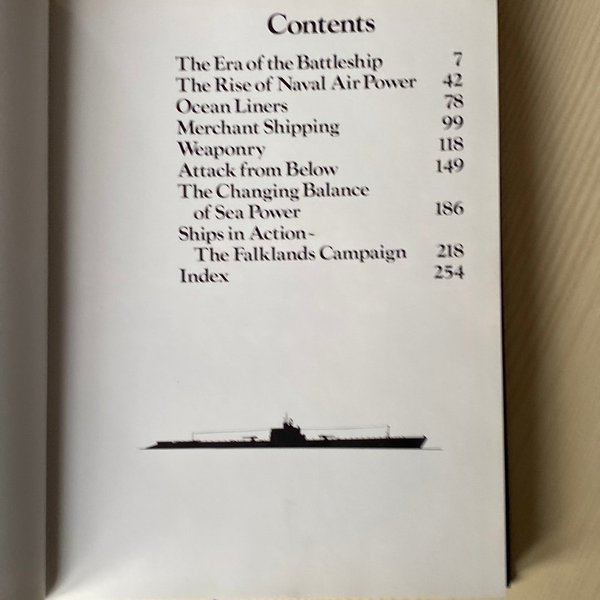 Contents
The Era of the Battleship 7
The Rise of Naval Air Power 42
Ocean Liners 78
Merchant Shipping 99
Weaponry 118
Attack from Below 149
The Changing Balance
of Sea Power 186
Ships in Action~
The Falklands Campaign 218
Index 254